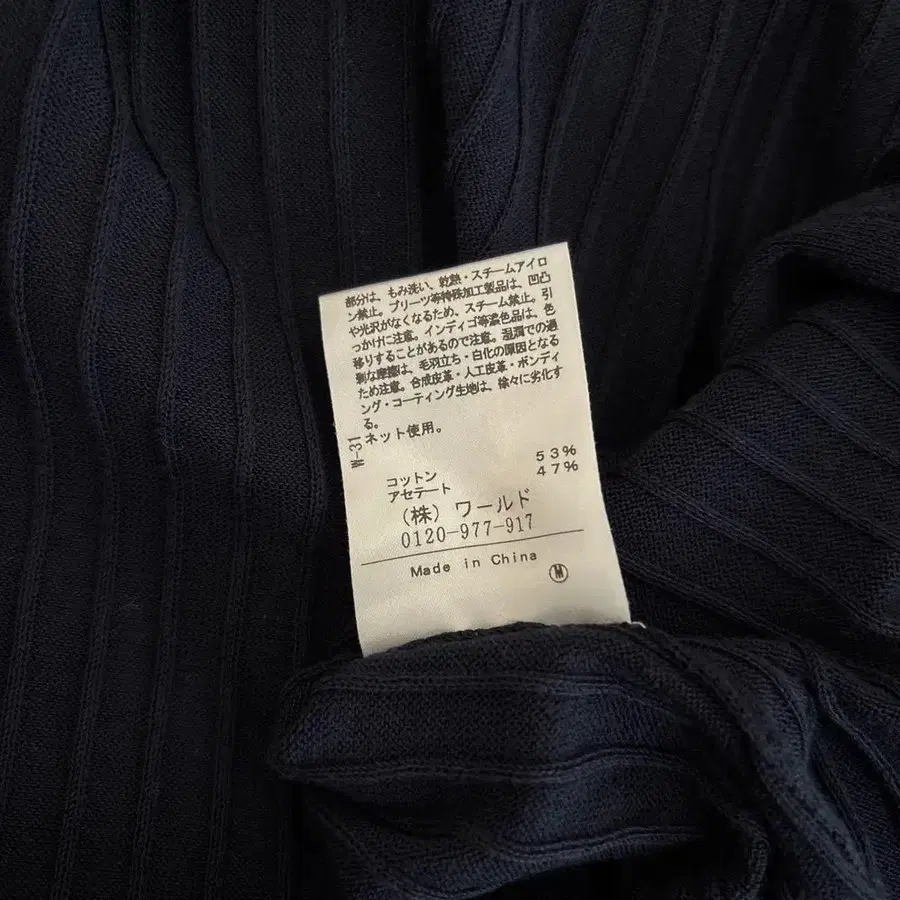 部分は、もみ洗い、乾熱・スチームアイロ
ン禁止。プリーツ等特殊加工製品は、凹凸
や光沢がなくなるため、スチーム禁止。引
っかけに注意。インディゴ等濃色品は、色
移りすることがあるので注意。湿潤での過
剰な摩擦は、毛羽立ち・白化の原因となる
ため注意。合成皮革・人工皮革・ボンディ
ング・コーティング生地は、徐々に劣化す
る。
ネット使用。
W-31
コットン 53%
アセテート 47%
(株) ワールド
0120-977-917
Made in China
M